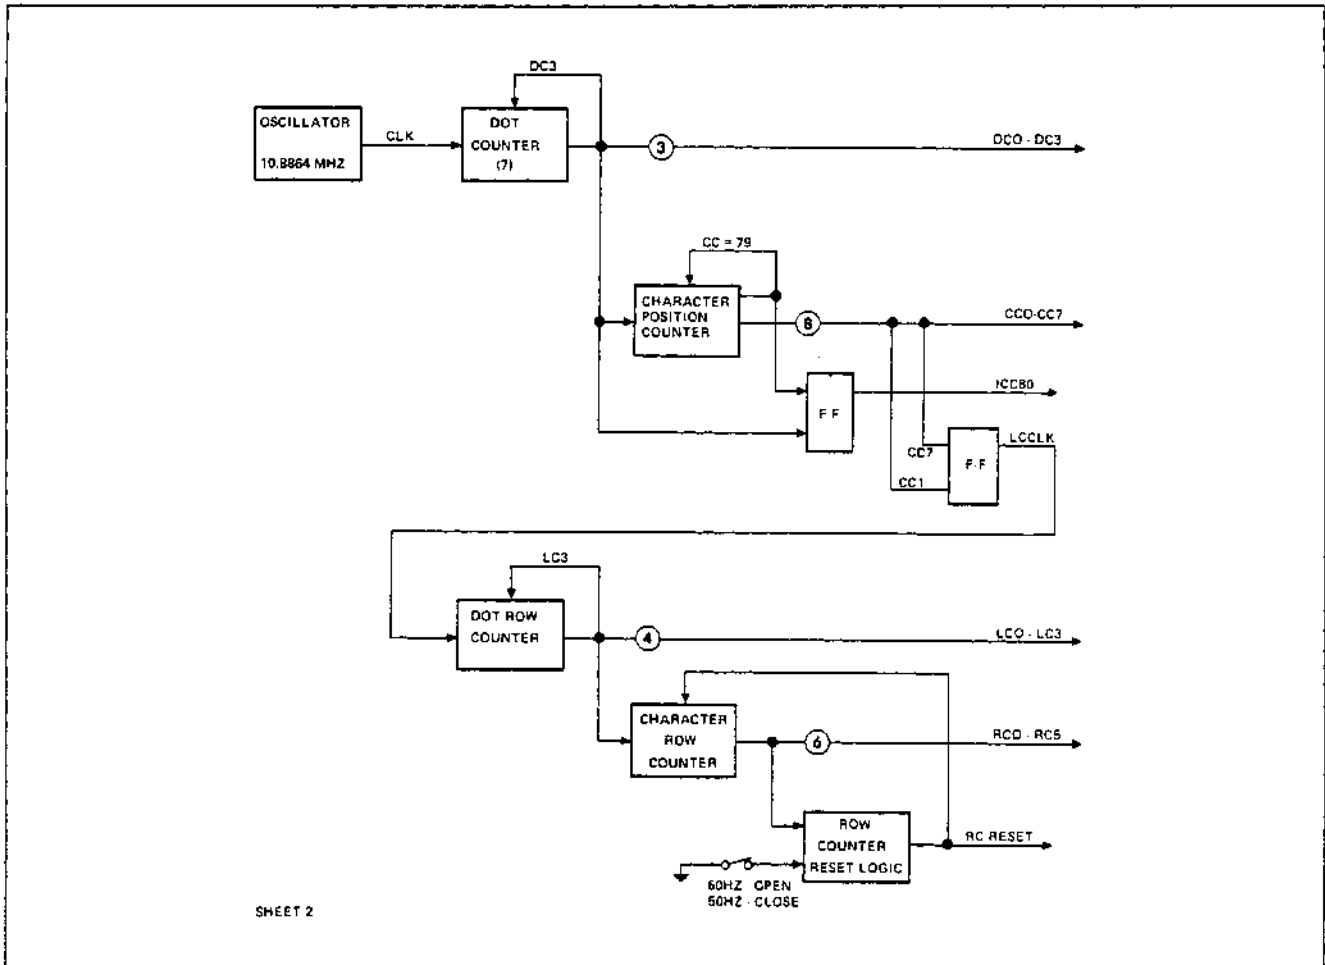 DC3
OSCILLATOR
10.8864 MHZ
CLK
DOT
COUNTER
(7)
3
DC0 - DC3
CC = 79
CHARACTER
POSITION
COUNTER
8
CC0-CC7
F F
CC7
CC1
F-F
LCCLK
LC3
DOT ROW
COUNTER
4
LC0 - LC3
CHARACTER
ROW
COUNTER
6
RC0 - RC5
ROW
COUNTER
RESET LOGIC
RC RESET
60HZ - OPEN
50HZ - CLOSE
SHEET 2